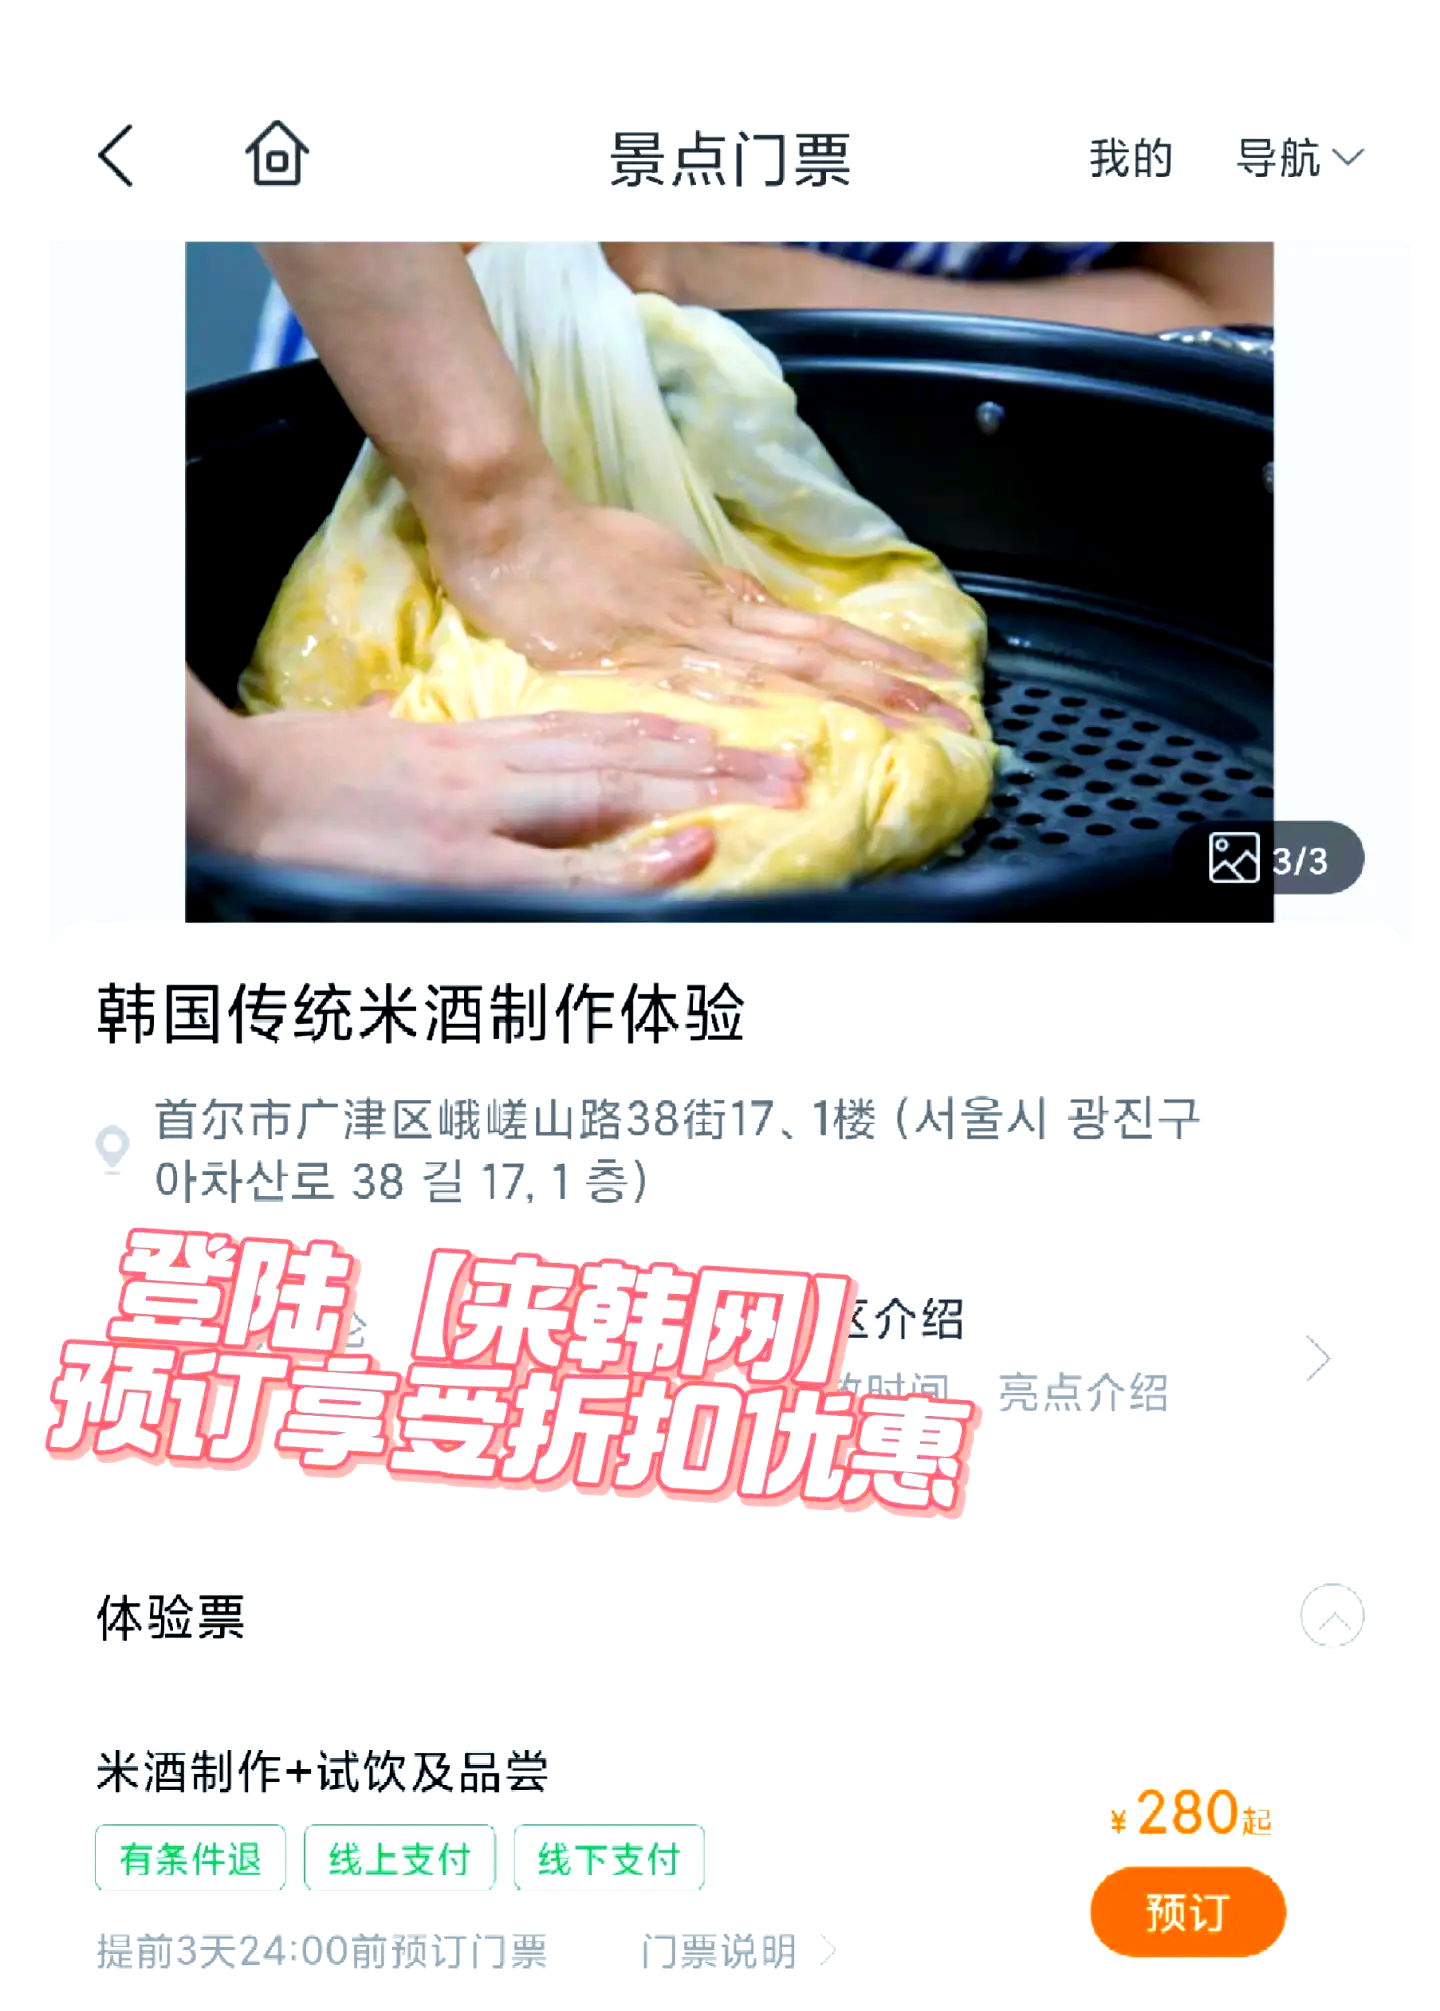 景点门票
我的
导航
3/3
韩国传统米酒制作体验
首尔市广津区峨嵯山路38街17、1楼 (서울시 광진구
아차산로 38 길 17, 1 층)
登陆【来韩网】
预订享受折扣优惠
区介绍
放时间 亮点介绍
体验票
米酒制作+试饮及品尝
¥280起
有条件退 线上支付 线下支付
预订
提前3天24:00前预订门票 门票说明